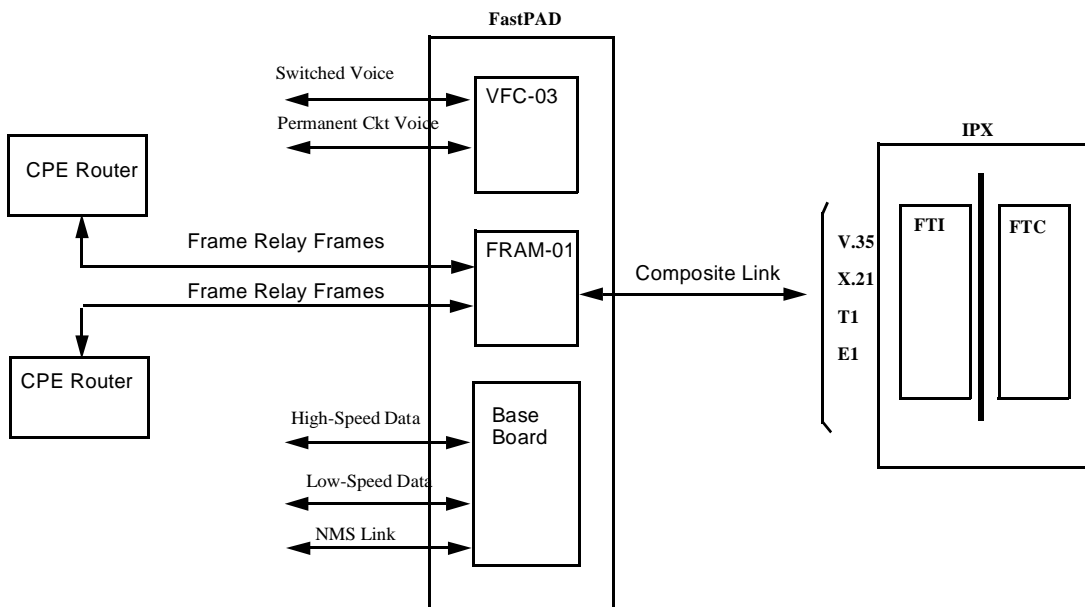 FastPAD
Switched Voice
VFC-03
Permanent Ckt Voice
IPX
CPE Router
FTI
FTC
Frame Relay Frames
FRAM-01
V.35
Composite Link
X.21
Frame Relay Frames
T1
E1
CPE Router
High-Speed Data
Base
Board
Low-Speed Data
NMS Link